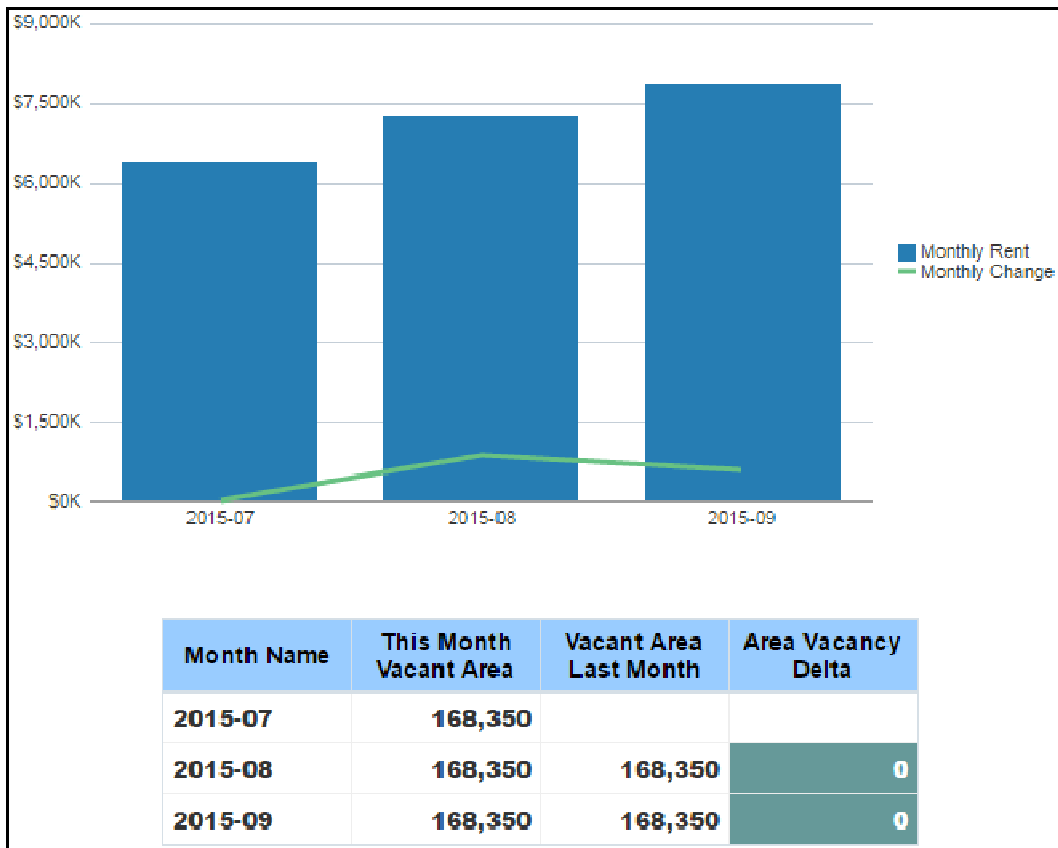 $9,000K
$7,500K
$6,000K
$4,500K
$3,000K
$1,500K
$0K
2015-07 2015-08 2015-09
Monthly Rent
Monthly Change
Month Name This Month Vacant Area Vacant Area Last Month Area Vacancy Delta
2015-07 168,350
2015-08 168,350 168,350 0
2015-09 168,350 168,350 0